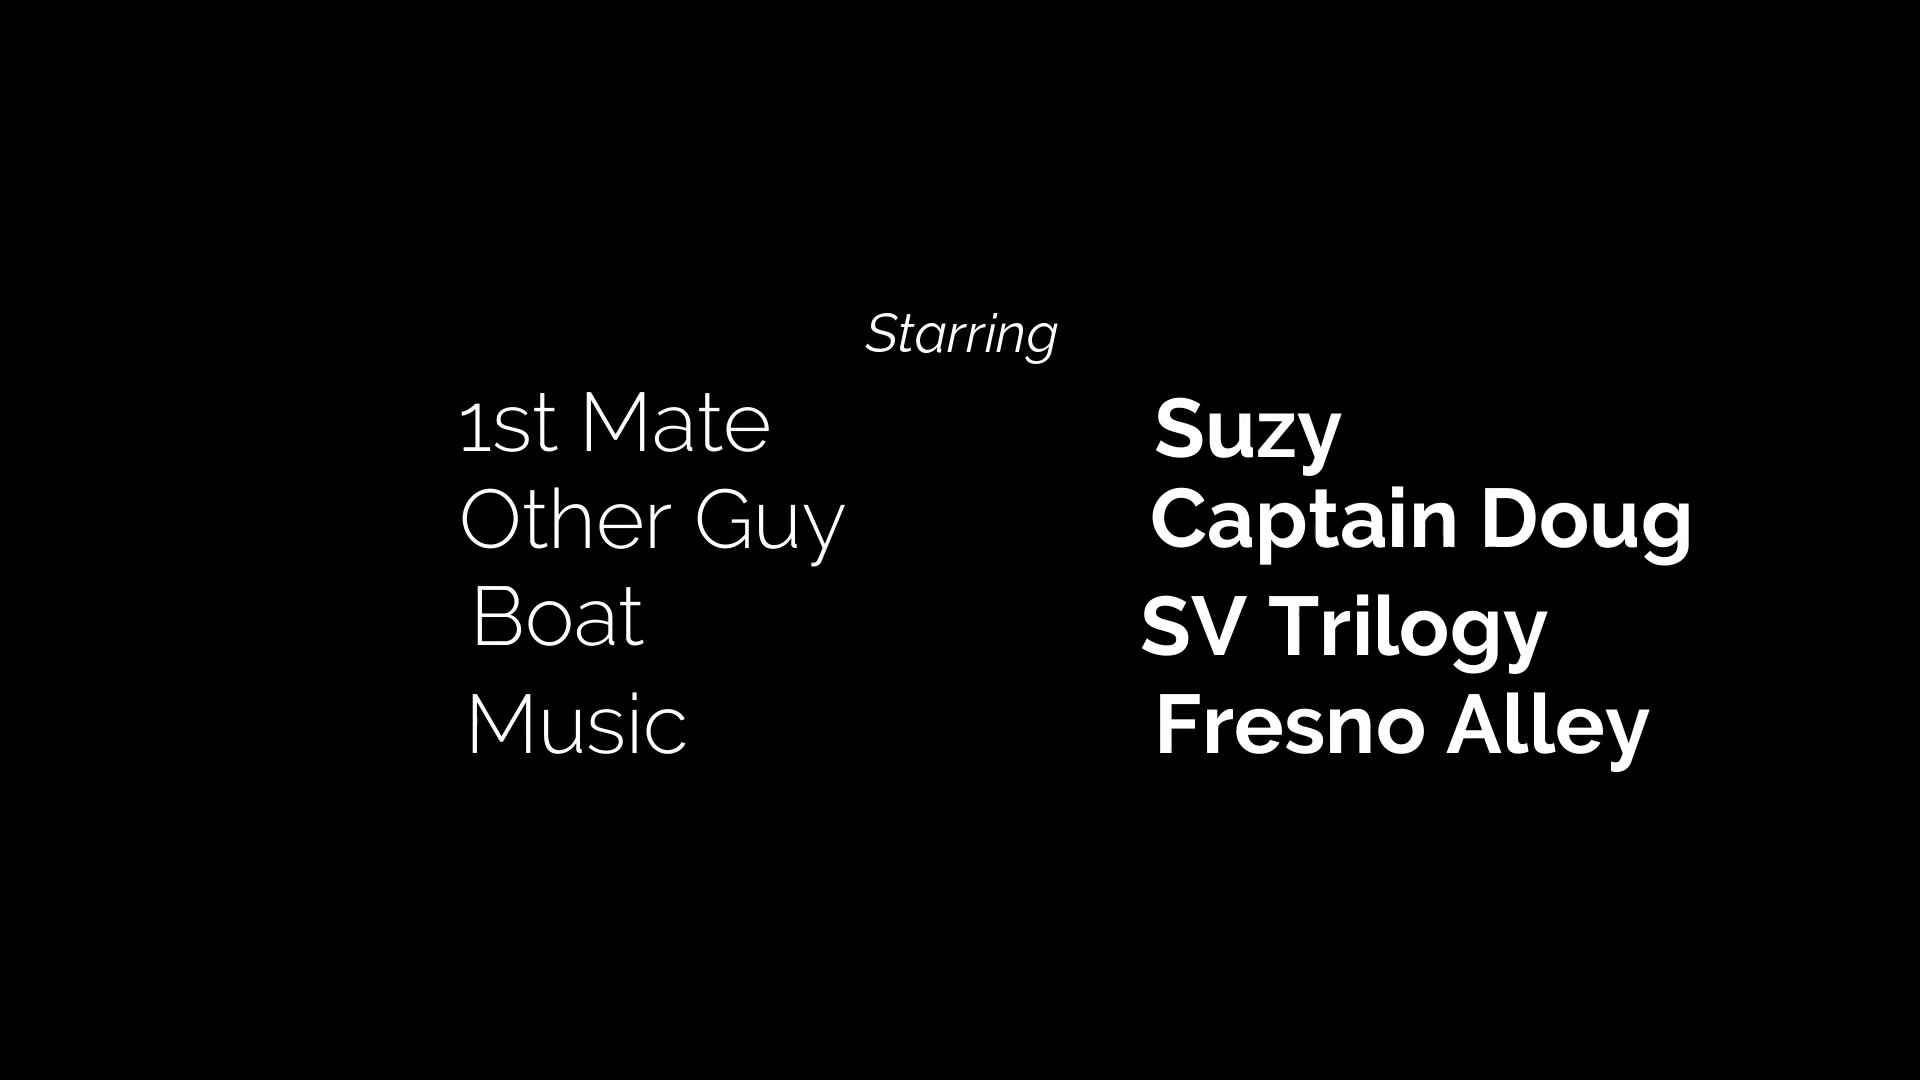 Starring
1st Mate Suzy
Other Guy Captain Doug
Boat SV Trilogy
Music Fresno Alley